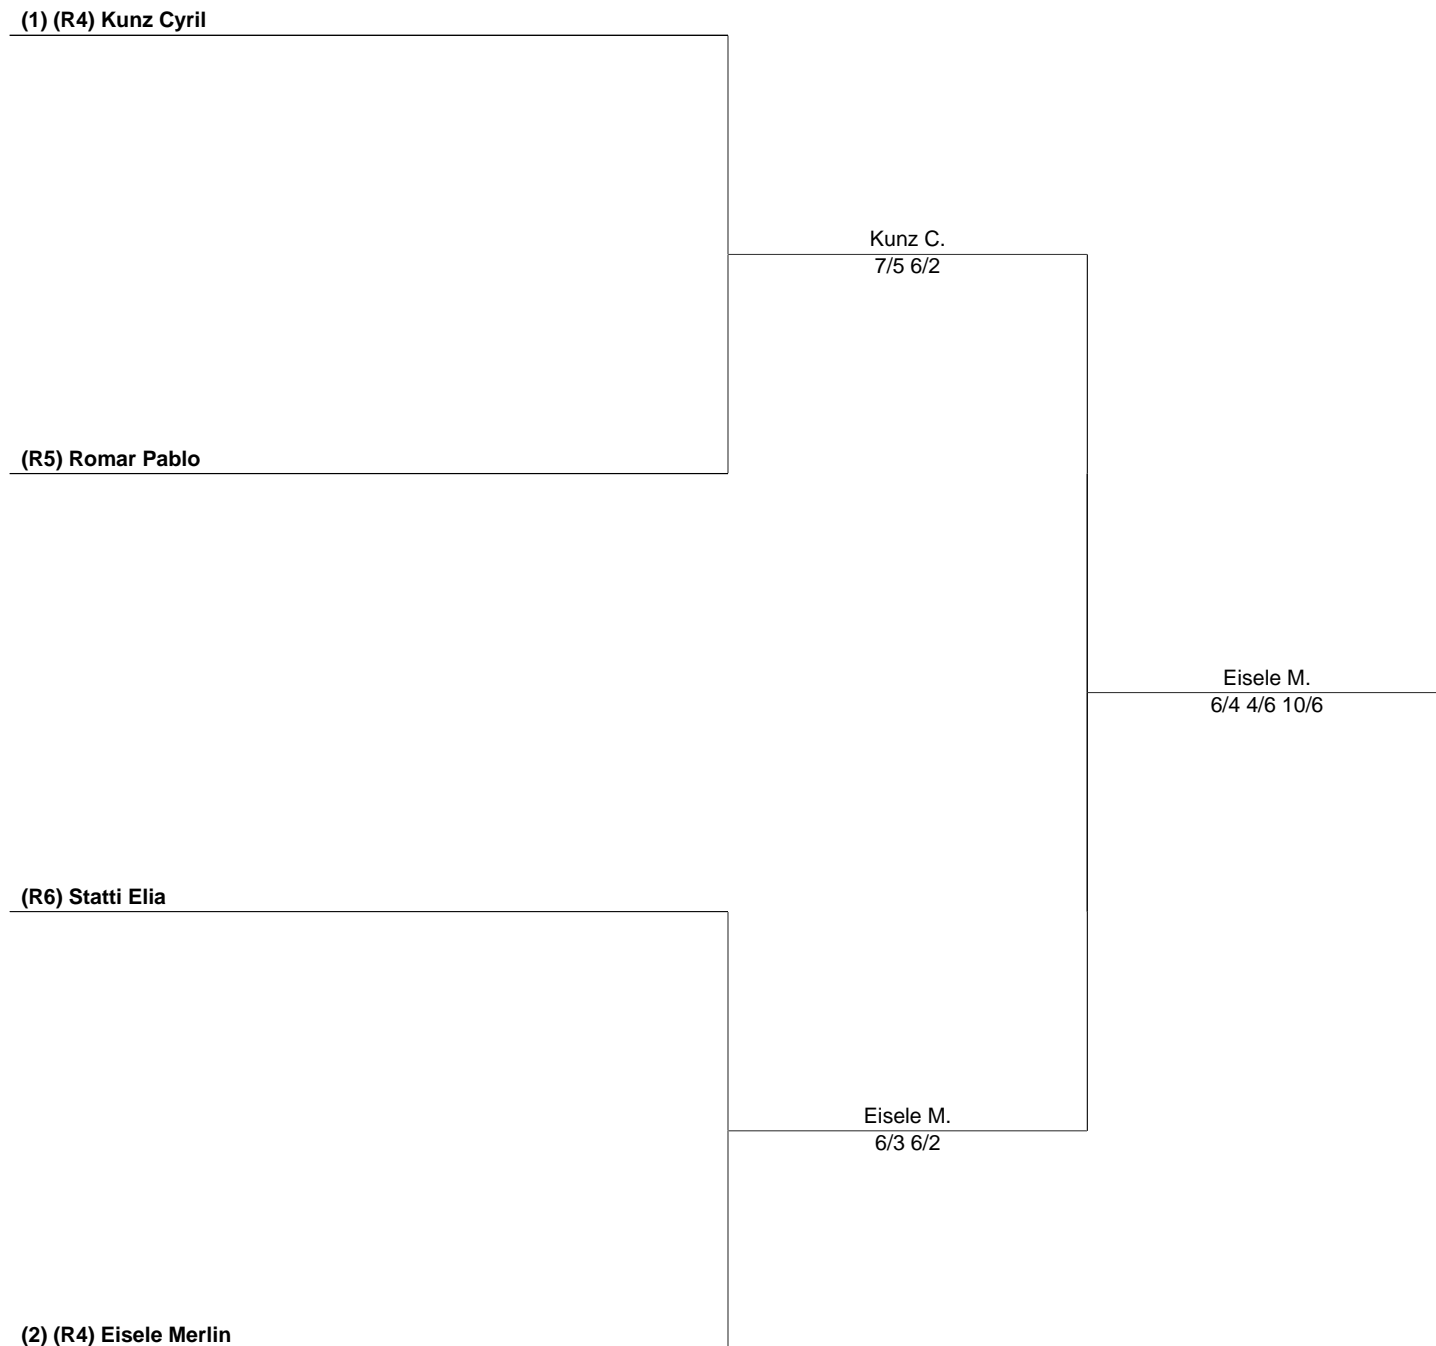 (1) (R4) Kunz Cyril
Kunz C.
7/5 6/2
(R5) Romar Pablo
Eisele M.
6/4 4/6 10/6
(R6) Statti Elia
Eisele M.
6/3 6/2
(2) (R4) Eisele Merlin